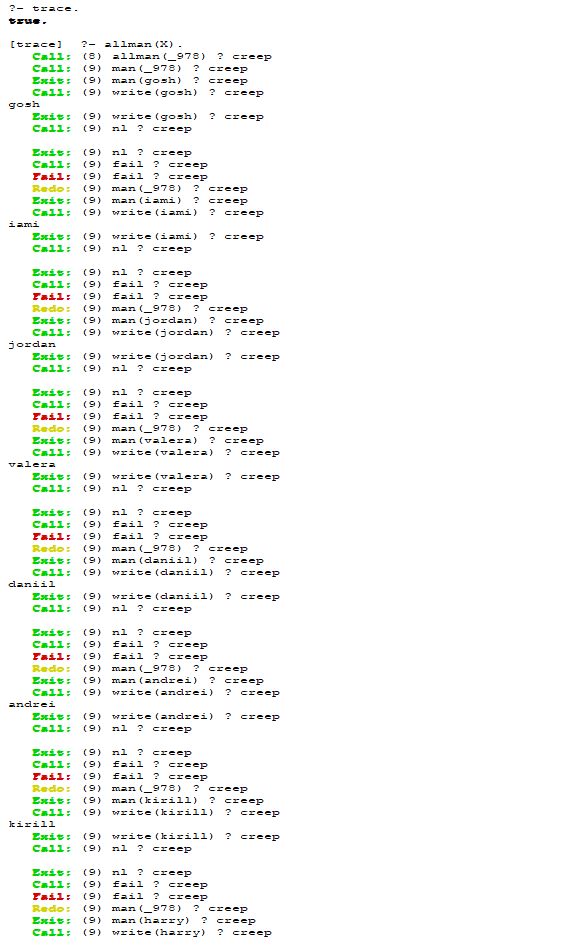 ?- trace.
true.
[trace]  ?- allman(X).
Call: (8) allman(_978) ? creep
Call: (9) man(_978) ? creep
Exit: (9) man(gosh) ? creep
Call: (9) write(gosh) ? creep
gosh
Exit: (9) write(gosh) ? creep
Call: (9) nl ? creep
Exit: (9) nl ? creep
Call: (9) fail ? creep
Fail: (9) fail ? creep
Redo: (9) man(_978) ? creep
Exit: (9) man(iami) ? creep
Call: (9) write(iami) ? creep
iami
Exit: (9) write(iami) ? creep
Call: (9) nl ? creep
Exit: (9) nl ? creep
Call: (9) fail ? creep
Fail: (9) fail ? creep
Redo: (9) man(_978) ? creep
Exit: (9) man(jordan) ? creep
Call: (9) write(jordan) ? creep
jordan
Exit: (9) write(jordan) ? creep
Call: (9) nl ? creep
Exit: (9) nl ? creep
Call: (9) fail ? creep
Fail: (9) fail ? creep
Redo: (9) man(_978) ? creep
Exit: (9) man(valera) ? creep
Call: (9) write(valera) ? creep
valera
Exit: (9) write(valera) ? creep
Call: (9) nl ? creep
Exit: (9) nl ? creep
Call: (9) fail ? creep
Fail: (9) fail ? creep
Redo: (9) man(_978) ? creep
Exit: (9) man(daniil) ? creep
Call: (9) write(daniil) ? creep
daniil
Exit: (9) write(daniil) ? creep
Call: (9) nl ? creep
Exit: (9) nl ? creep
Call: (9) fail ? creep
Fail: (9) fail ? creep
Redo: (9) man(_978) ? creep
Exit: (9) man(andrei) ? creep
Call: (9) write(andrei) ? creep
andrei
Exit: (9) write(andrei) ? creep
Call: (9) nl ? creep
Exit: (9) nl ? creep
Call: (9) fail ? creep
Fail: (9) fail ? creep
Redo: (9) man(_978) ? creep
Exit: (9) man(kirill) ? creep
Call: (9) write(kirill) ? creep
kirill
Exit: (9) write(kirill) ? creep
Call: (9) nl ? creep
Exit: (9) nl ? creep
Call: (9) fail ? creep
Fail: (9) fail ? creep
Redo: (9) man(_978) ? creep
Exit: (9) man(harry) ? creep
Call: (9) write(harry) ? creep